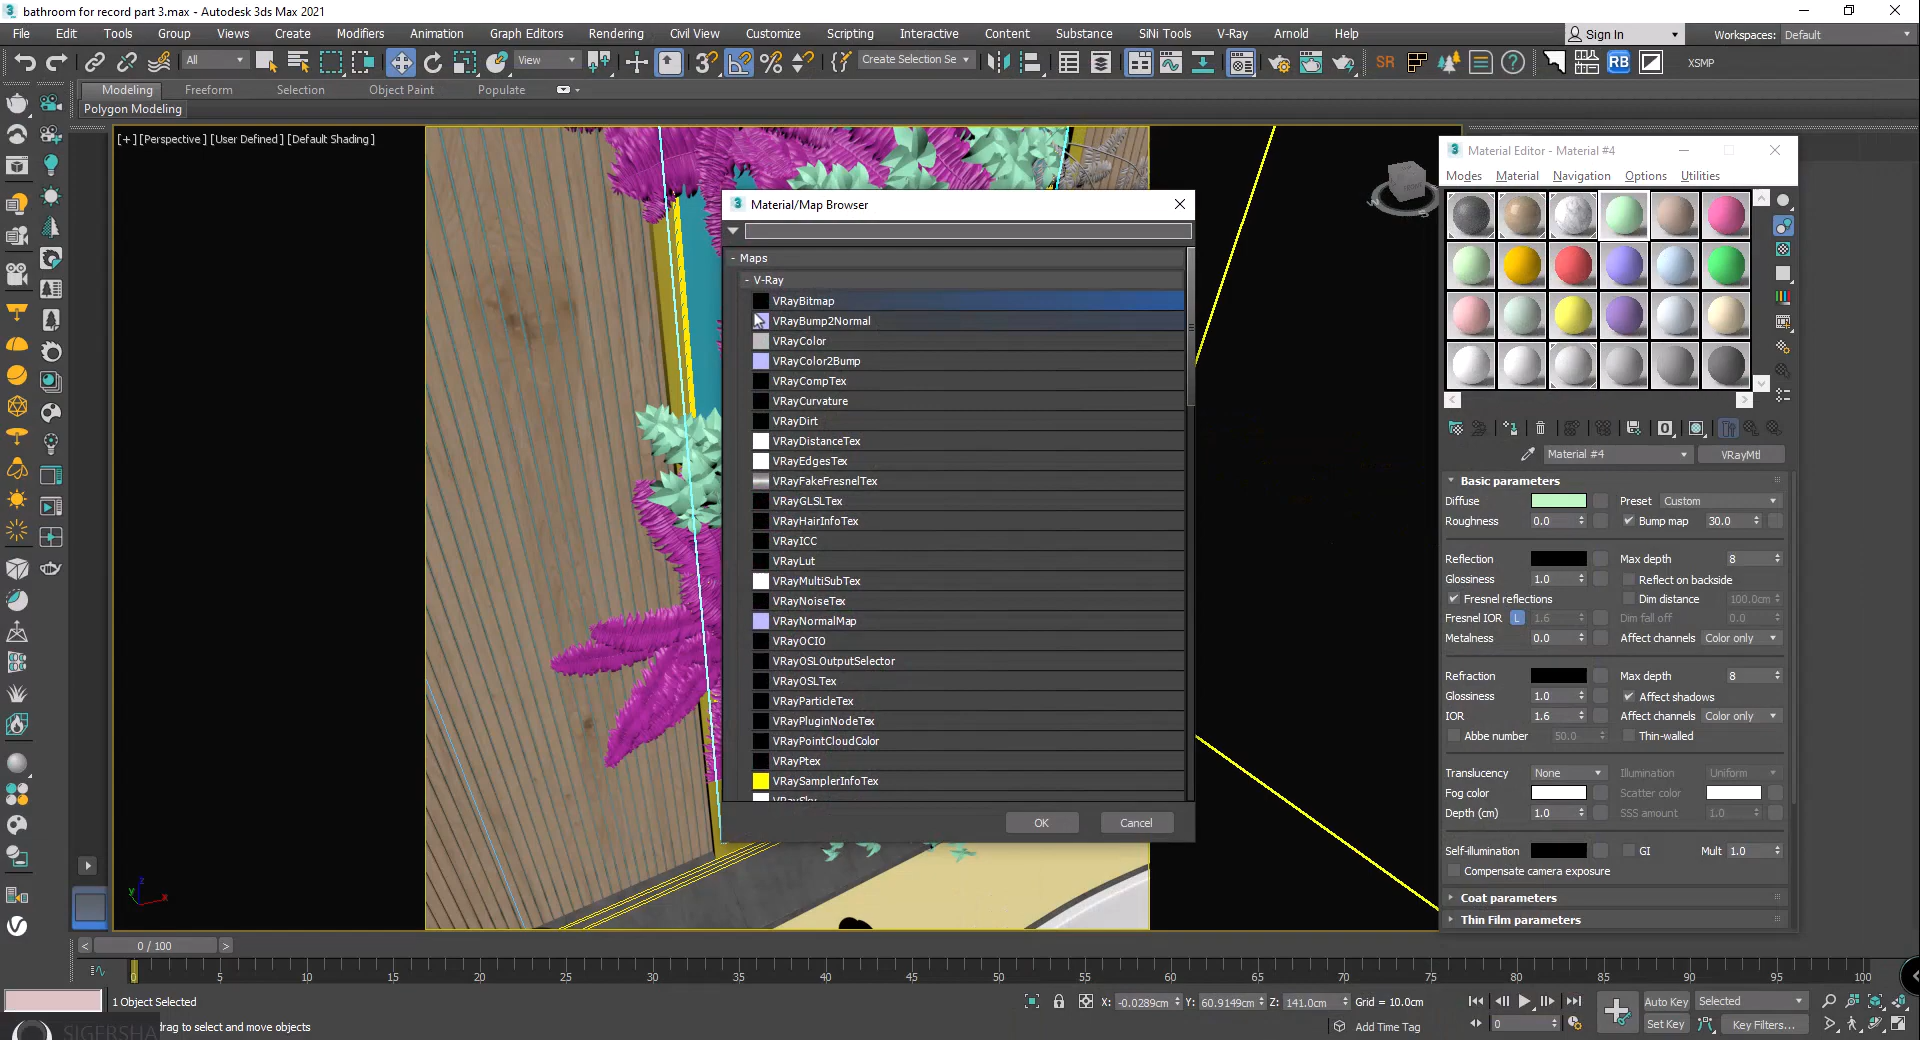 bathroom for record part 3.max - Autodesk 3ds Max 2021
File Edit Tools Group Views Create Modifiers Animation Graph Editors Rendering Civil View Customize Scripting Interactive Content Substance SiNi Tools V-Ray Arnold Help Sign In Workspaces: Default
All View Create Selection Se SR RB XSMP
Modeling Freeform Selection Object Paint Populate
Polygon Modeling
[+] [Perspective] [User Defined] [Default Shading]
FRONT
Material/Map Browser
- Maps
- V-Ray
VRayBitmap
VRayBump2Normal
VRayColor
VRayColor2Bump
VRayCompTex
VRayCurvature
VRayDirt
VRayDistanceTex
VRayEdgesTex
VRayFakeFresnelTex
VRayGLSLTex
VRayHairInfoTex
VRayICC
VRayLut
VRayMultiSubTex
VRayNoiseTex
VRayNormalMap
VRayOCIO
VRayOSLOutputSelector
VRayOSLTex
VRayParticleTex
VRayPluginNodeTex
VRayPointCloudColor
VRayPtex
VRaySamplerInfoTex
VRaySky
OK Cancel
Material Editor - Material #4
Modes Material Navigation Options Utilities
Material #4 VRayMtl
Basic parameters
Diffuse Preset Custom
Roughness 0.0 Bump map 30.0
Reflection Max depth 8
Glossiness 1.0 Reflect on backside
Fresnel reflections Dim distance 100.0cm
Fresnel IOR L 1.6 Dim fall off 0.0
Metalness 0.0 Affect channels Color only
Refraction Max depth 8
Glossiness 1.0 Affect shadows
IOR 1.6 Affect channels Color only
Abbe number 50.0 Thin-walled
Translucency None Illumination Uniform
Fog color Scatter color
Depth (cm) 1.0 SSS amount 1.0
Self-illumination GI Mult 1.0
Compensate camera exposure
Coat parameters
Thin Film parameters
z
y
x
< 0 / 100 >
0 5 10 15 20 25 30 35 40 45 50 55 60 65 70 75 80 85 90 95 100
1 Object Selected X: -0.0289cm Y: 60.9149cm Z: 141.0cm Grid = 10.0cm Auto Key Selected
SIGERSHA drag to select and move objects Add Time Tag 0 Set Key Key Filters...